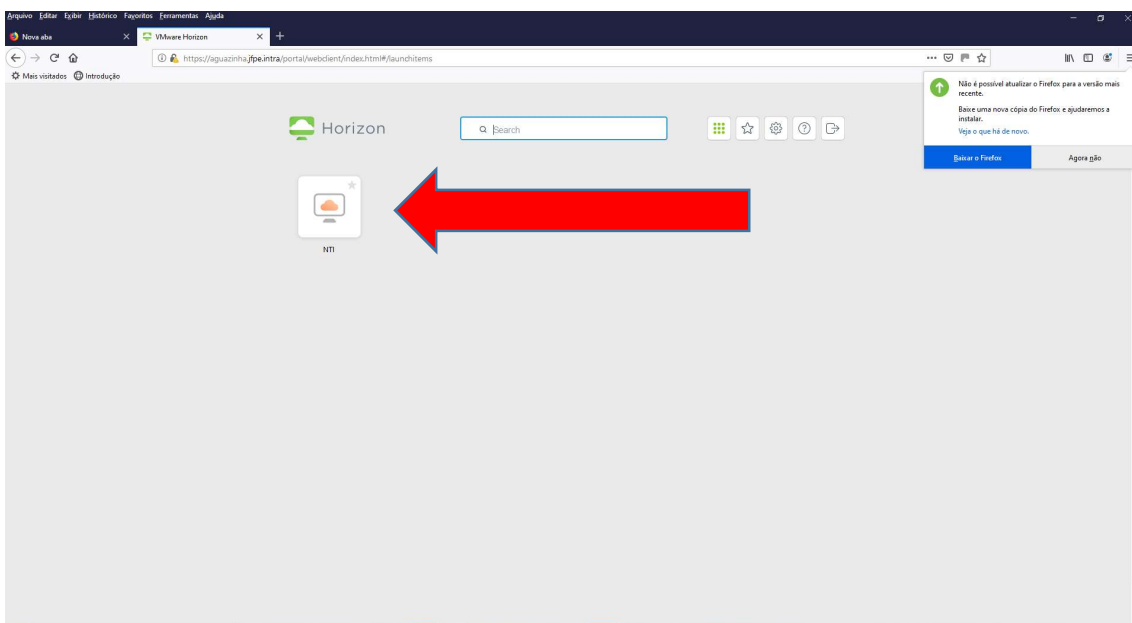 Arquivo Editar Exibir Histórico Favoritos Ferramentas Ajuda
Nova aba
VMware Horizon
https://aguazinha.jfpe.intra/portal/webclient/index.html#/launchitems
Mais visitados Introdução
Não é possível atualizar o Firefox para a versão mais
recente.
Baixe uma nova cópia do Firefox e ajudaremos a
instalar.
Veja o que há de novo.
Baixar o Firefox Agora não
Horizon
Search
NTI